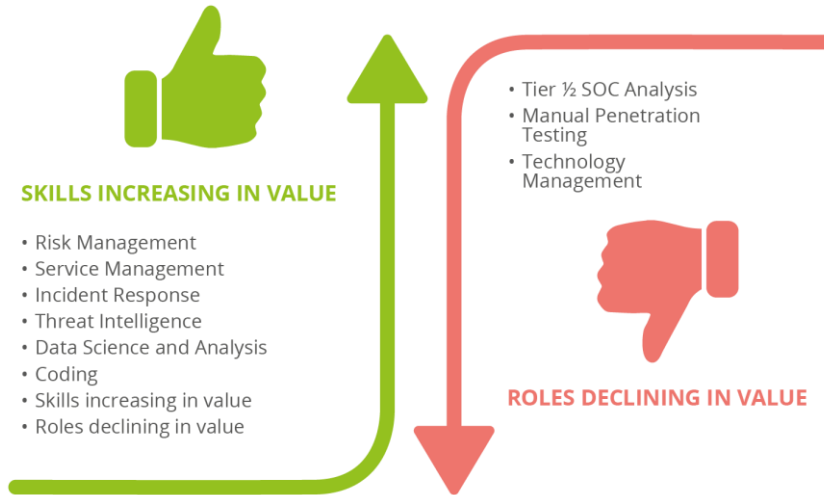 SKILLS INCREASING IN VALUE
• Risk Management
• Service Management
• Incident Response
• Threat Intelligence
• Data Science and Analysis
• Coding
• Skills increasing in value
• Roles declining in value
• Tier ½ SOC Analysis
• Manual Penetration
Testing
• Technology
Management
ROLES DECLINING IN VALUE